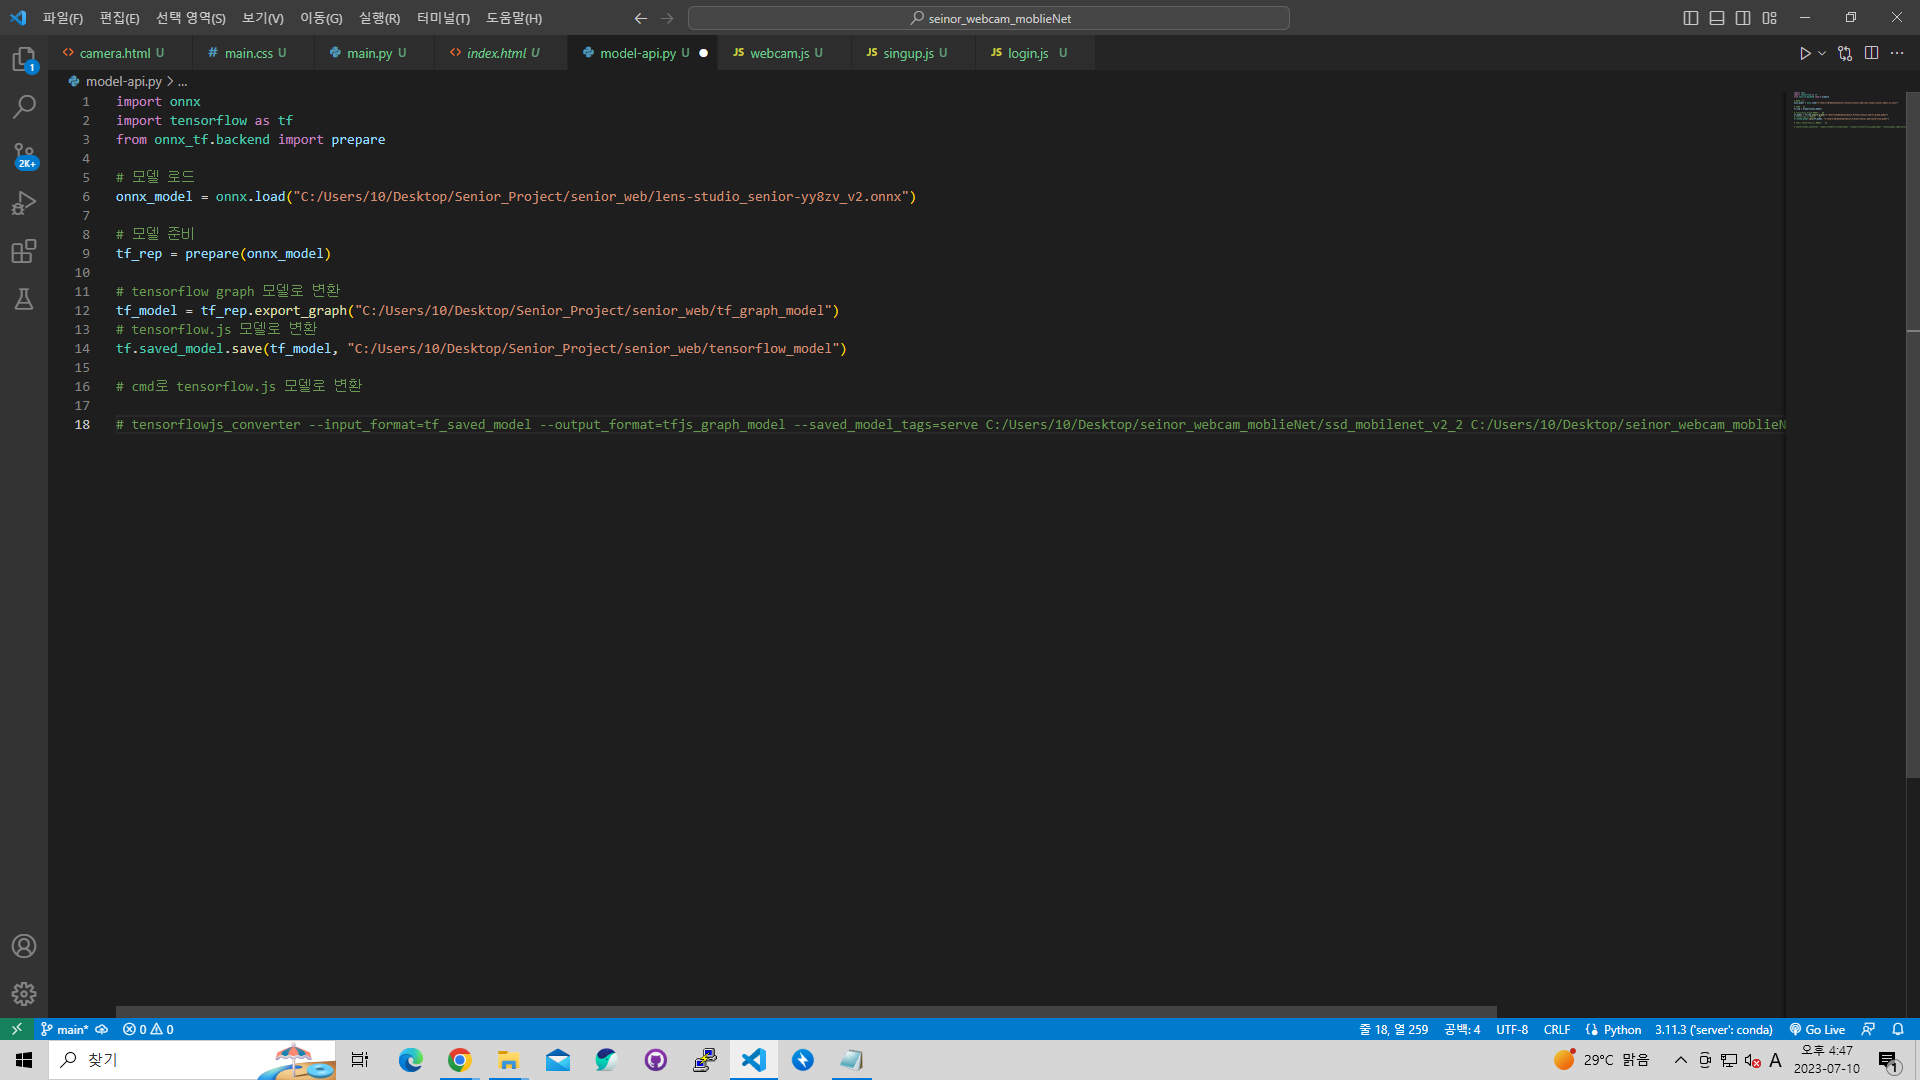 파일(F) 편집(E) 선택 영역(S) 보기(V) 이동(G) 실행(R) 터미널(T) 도움말(H) seinor_webcam_moblieNet
camera.html U # main.css U main.py U index.html U model-api.py U JS webcam.js U JS singup.js U JS login.js U
model-api.py > ...
1 import onnx
2 import tensorflow as tf
3 from onnx_tf.backend import prepare
4
5 # 모델 로드
6 onnx_model = onnx.load("C:/Users/10/Desktop/Senior_Project/senior_web/lens-studio_senior-yy8zv_v2.onnx")
7
8 # 모델 준비
9 tf_rep = prepare(onnx_model)
10
11 # tensorflow graph 모델로 변환
12 tf_model = tf_rep.export_graph("C:/Users/10/Desktop/Senior_Project/senior_web/tf_graph_model")
13 # tensorflow.js 모델로 변환
14 tf.saved_model.save(tf_model, "C:/Users/10/Desktop/Senior_Project/senior_web/tensorflow_model")
15
16 # cmd로 tensorflow.js 모델로 변환
17
18 # tensorflowjs_converter --input_format=tf_saved_model --output_format=tfjs_graph_model --saved_model_tags=serve C:/Users/10/Desktop/seinor_webcam_moblieNet/ssd_mobilenet_v2_2 C:/Users/10/Desktop/seinor_webcam_moblieN
1
2K+
main* 0 0 줄 18, 열 259 공백: 4 UTF-8 CRLF Python 3.11.3 ('server': conda) Go Live
찾기 29°C 맑음 A 오후 4:47
2023-07-10 1